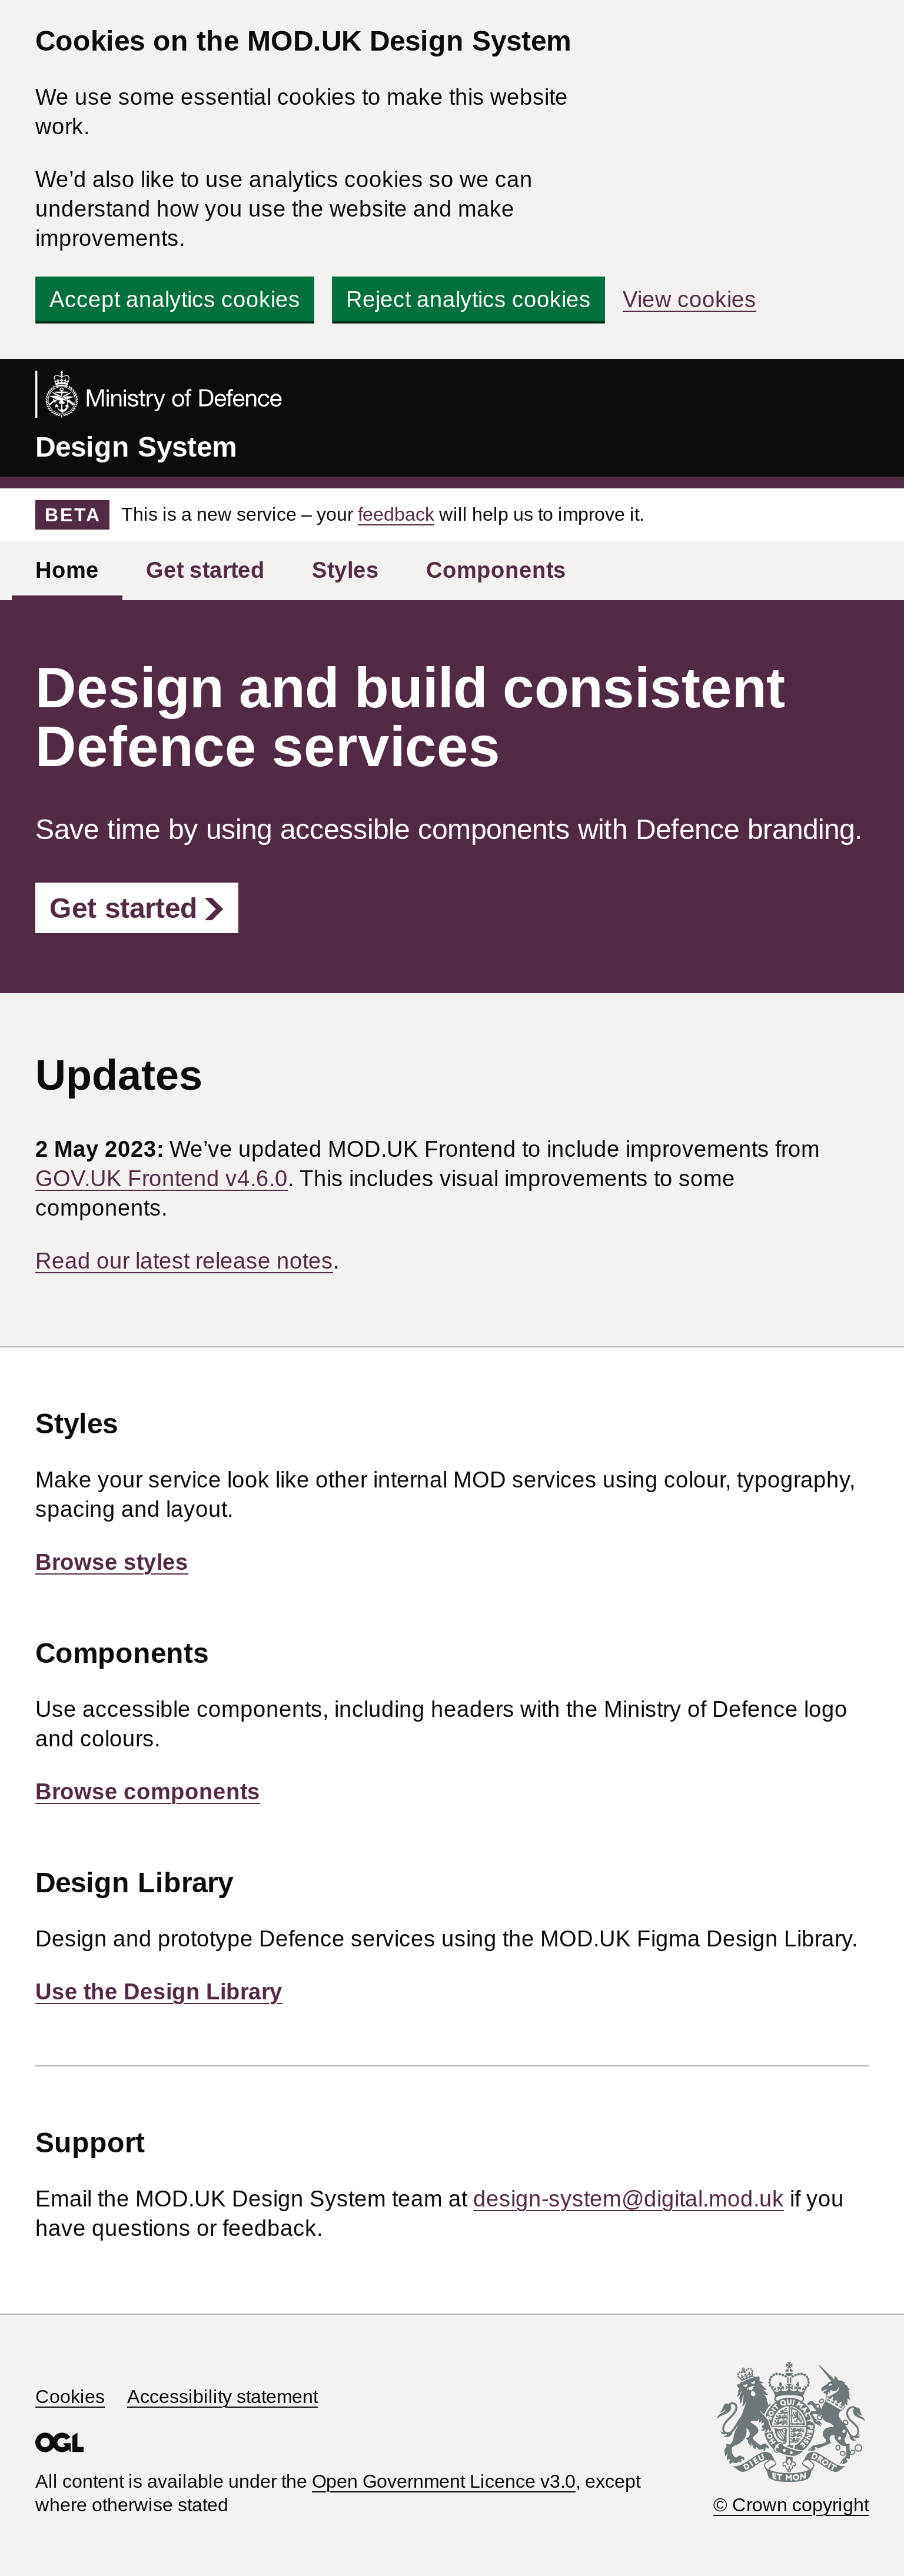 Cookies on the MOD.UK Design System
We use some essential cookies to make this website
work.
We’d also like to use analytics cookies so we can
understand how you use the website and make
improvements.
Accept analytics cookies Reject analytics cookies View cookies
Ministry of Defence
Design System
BETA This is a new service – your feedback will help us to improve it.
Home Get started Styles Components
Design and build consistent
Defence services
Save time by using accessible components with Defence branding.
Get started
Updates
2 May 2023: We’ve updated MOD.UK Frontend to include improvements from
GOV.UK Frontend v4.6.0. This includes visual improvements to some
components.
Read our latest release notes.
Styles
Make your service look like other internal MOD services using colour, typography,
spacing and layout.
Browse styles
Components
Use accessible components, including headers with the Ministry of Defence logo
and colours.
Browse components
Design Library
Design and prototype Defence services using the MOD.UK Figma Design Library.
Use the Design Library
Support
Email the MOD.UK Design System team at design-system@digital.mod.uk if you
have questions or feedback.
Cookies Accessibility statement
OGL
All content is available under the Open Government Licence v3.0, except
where otherwise stated
DIEU ET MON DROIT
© Crown copyright